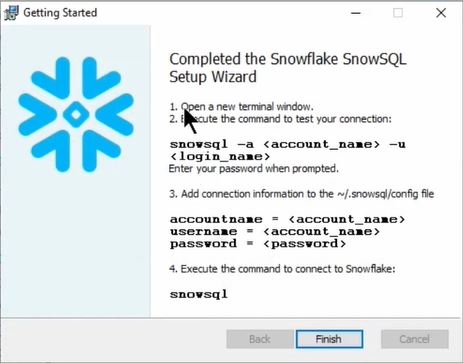 Getting Started
Completed the Snowflake SnowSQL
Setup Wizard
1. Open a new terminal window.
2. Execute the command to test your connection:
snowsql -a <account_name> -u
<login_name>
Enter your password when prompted.
3. Add connection information to the ~/.snowsql/config file
accountname = <account_name>
username = <account_name>
password = <password>
4. Execute the command to connect to Snowflake:
snowsql
Back Finish Cancel